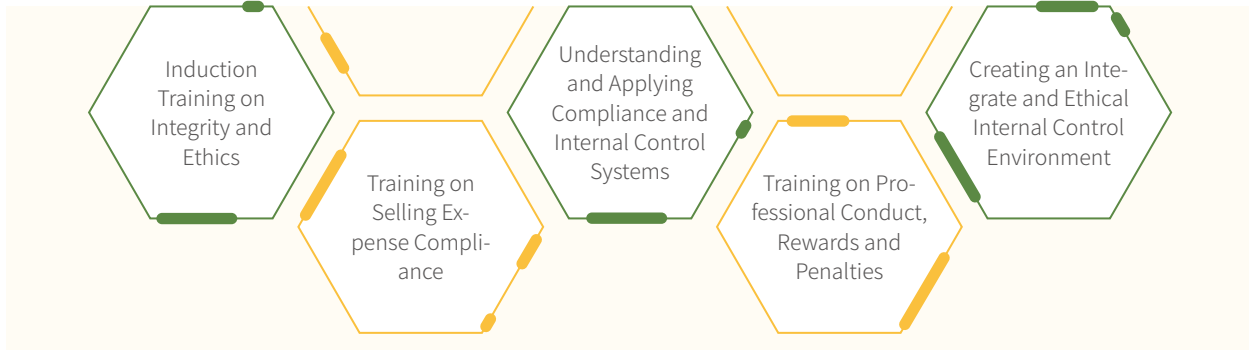 Induction
Training on
Integrity and
Ethics
Training on
Selling Ex-
pense Compli-
ance
Understanding
and Applying
Compliance and
Internal Control
Systems
Training on Pro-
fessional Conduct,
Rewards and
Penalties
Creating an Inte-
grate and Ethical
Internal Control
Environment